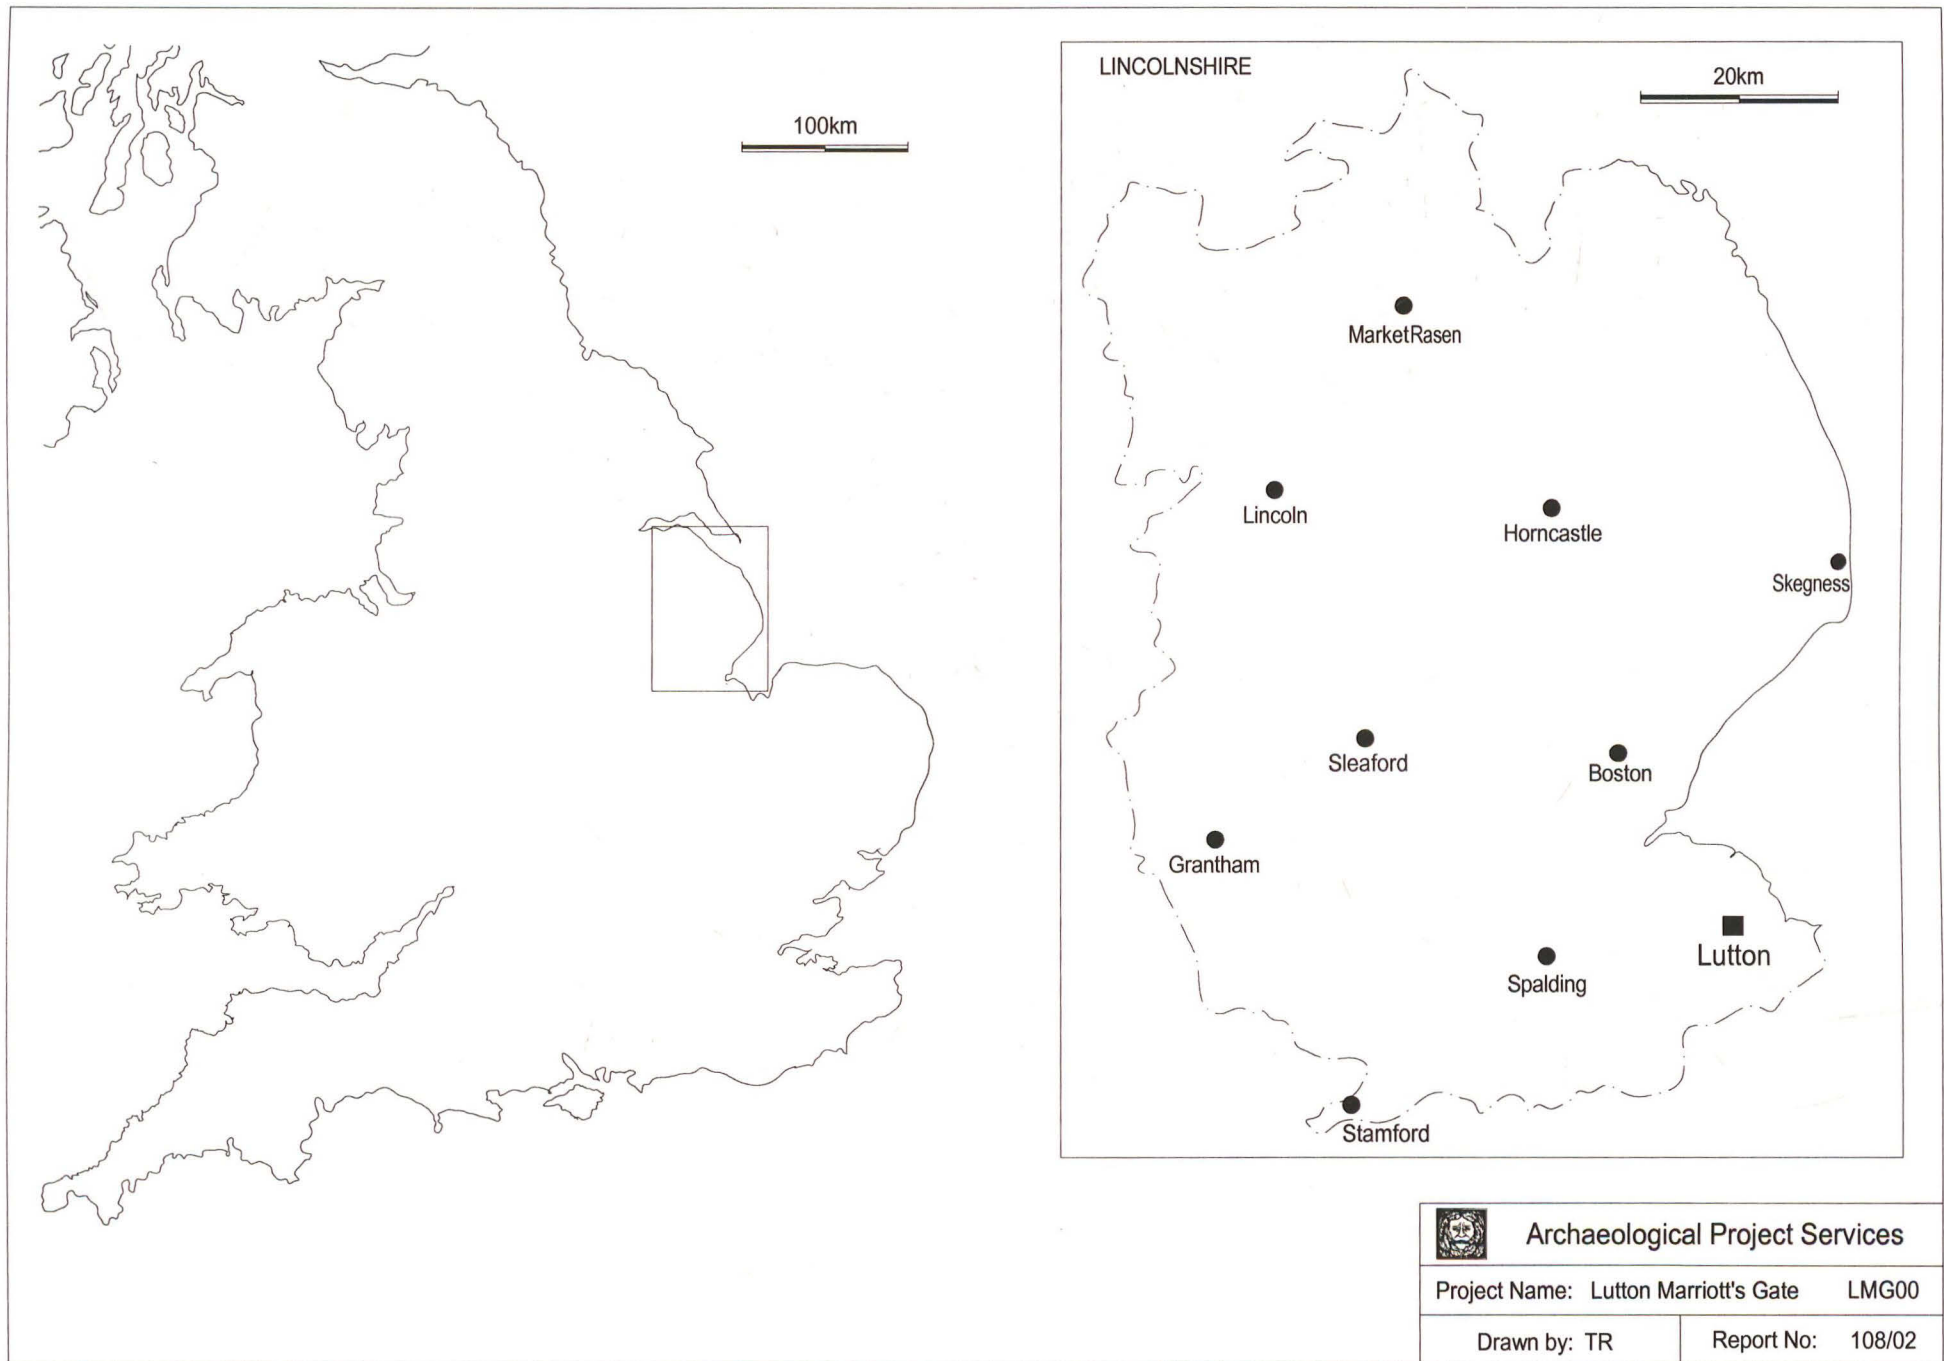 100km
LINCOLNSHIRE
20km
MarketRasen
Lincoln
Horncastle
Skegness
Sleaford
Boston
Grantham
Lutton
Spalding
Stamford
Archaeological Project Services
Project Name: Lutton Marriott's Gate LMG00
Drawn by: TR Report No: 108/02